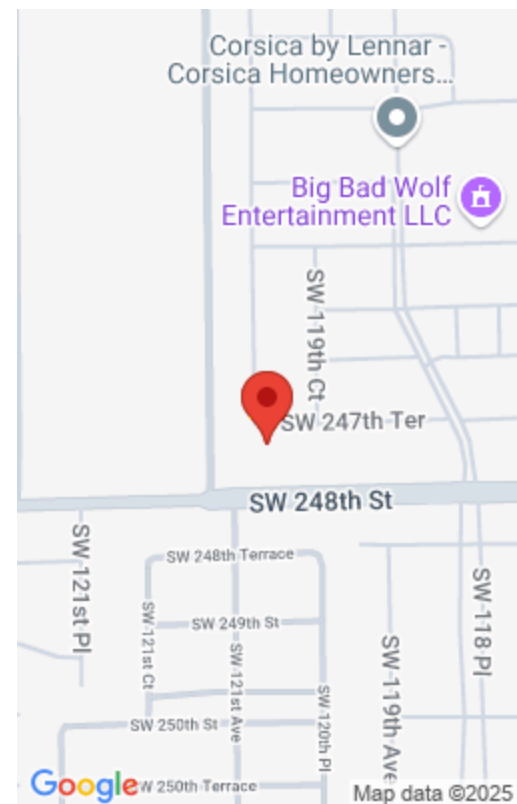 Corsica by Lennar -
Corsica Homeowners...
Big Bad Wolf
Entertainment LLC
SW 119th Ct
SW 247th Ter
SW 248th St
SW 121st Pl
SW 248th Terrace
SW 121st Ct
SW 249th St
SW 121st Ave
SW 118 Pl
SW 119th Ave
SW 120th Pl
SW 250th St
Google
W 250th Terrace
Map data ©2025